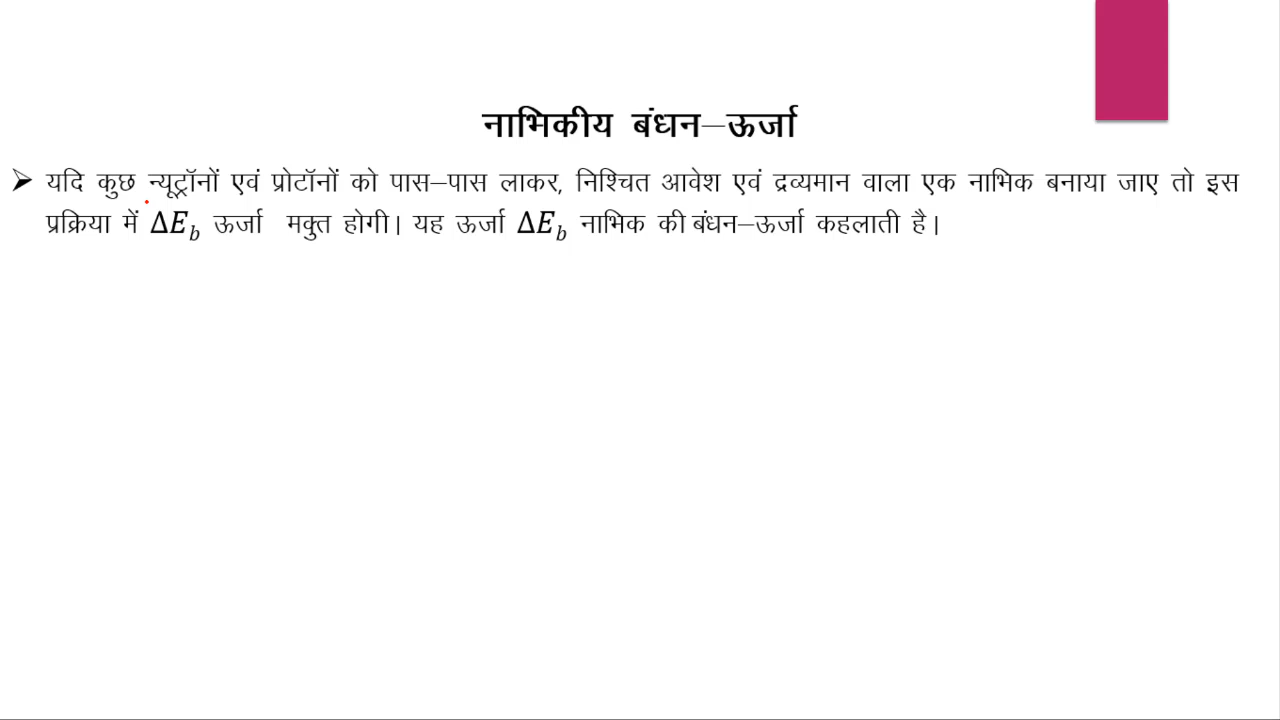 नाभिकीय बंधन–ऊर्जा
➢ यदि कुछ न्यूट्रॉनों एवं प्रोटॉनों को पास–पास लाकर, निश्चित आवेश एवं द्रव्यमान वाला एक नाभिक बनाया जाए तो इस
प्रक्रिया में ΔE_b ऊर्जा मक्तु होगी। यह ऊर्जा ΔE_b नाभिक की बंधन–ऊर्जा कहलाती है।